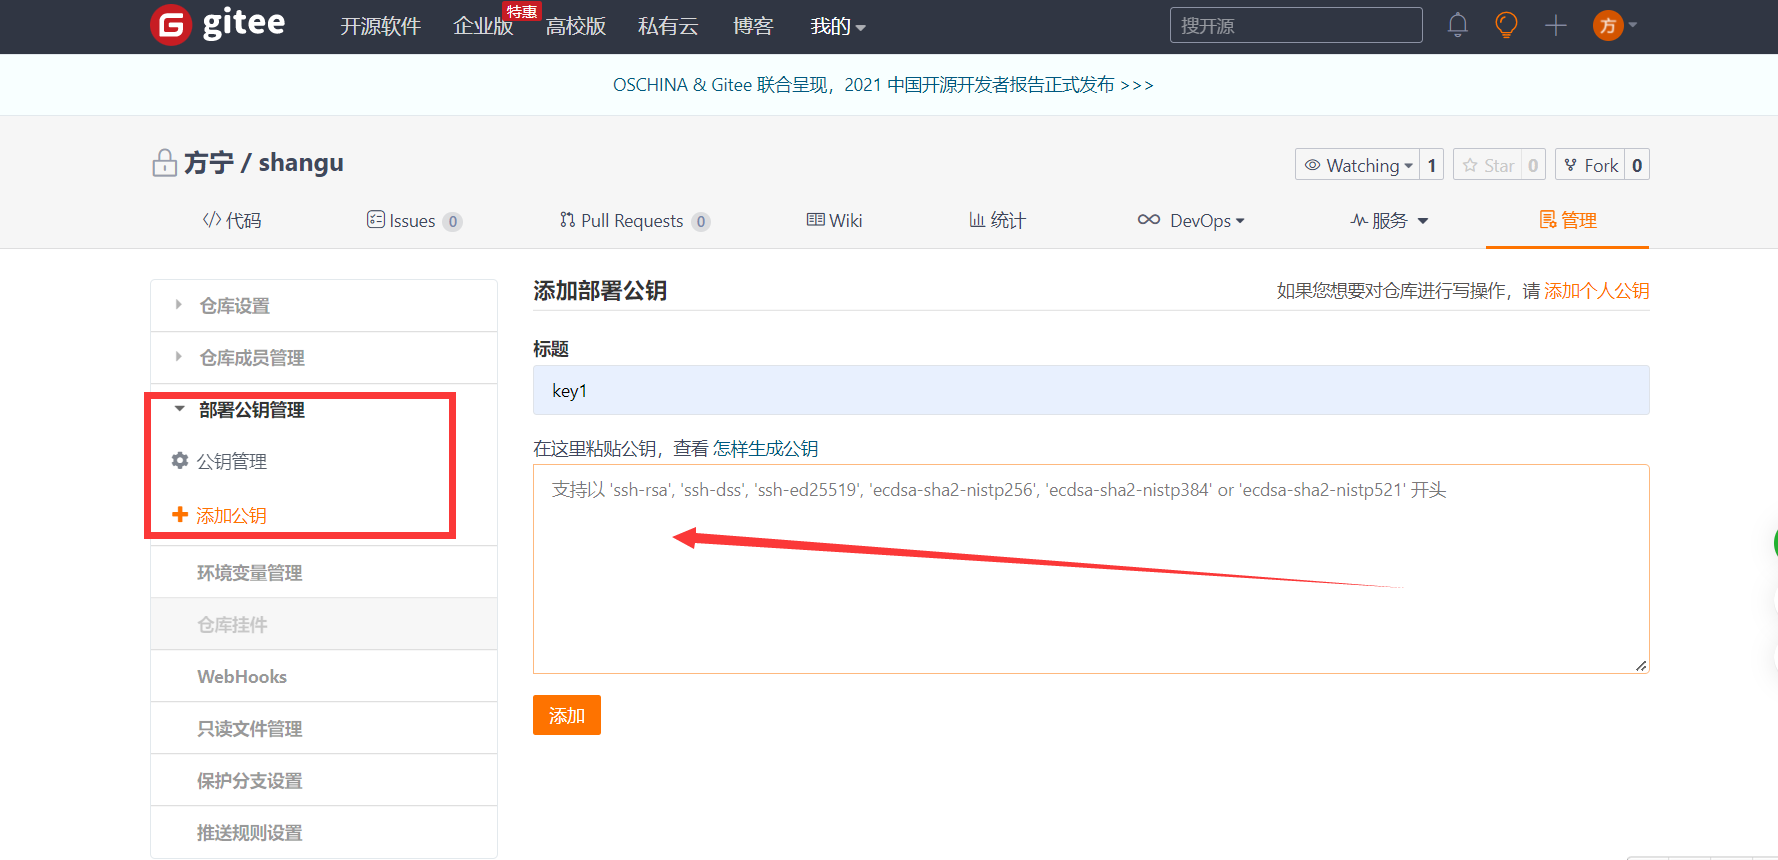 gitee
开源软件 企业版 特惠 高校版 私有云 博客 我的 搜开源 方
OSCHINA & Gitee 联合呈现，2021 中国开源开发者报告正式发布 >>>
方宁 / shangu Watching 1 Star 0 Fork 0
代码 Issues 0 Pull Requests 0 Wiki 统计 DevOps 服务 管理
仓库设置
仓库成员管理
部署公钥管理
公钥管理
添加公钥
环境变量管理
仓库挂件
WebHooks
只读文件管理
保护分支设置
推送规则设置
添加部署公钥 如果您想要对仓库进行写操作，请 添加个人公钥
标题
key1
在这里粘贴公钥，查看 怎样生成公钥
支持以 'ssh-rsa', 'ssh-dss', 'ssh-ed25519', 'ecdsa-sha2-nistp256', 'ecdsa-sha2-nistp384' or 'ecdsa-sha2-nistp521' 开头
添加